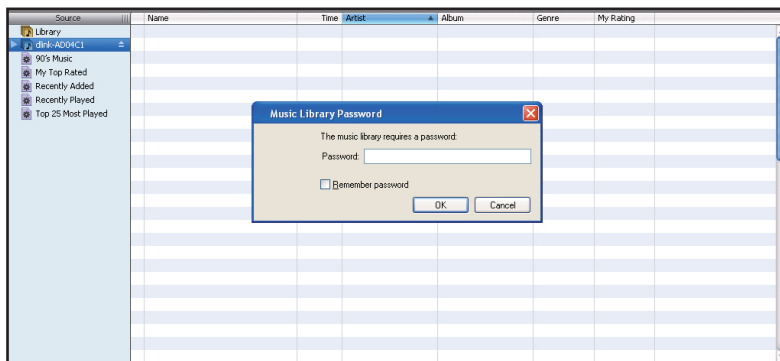 Source
Name
Time
Artist
Album
Genre
My Rating
Library
dlink-AD04C1
90's Music
My Top Rated
Recently Added
Recently Played
Top 25 Most Played
Music Library Password
The music library requires a password:
Password:
Remember password
OK
Cancel